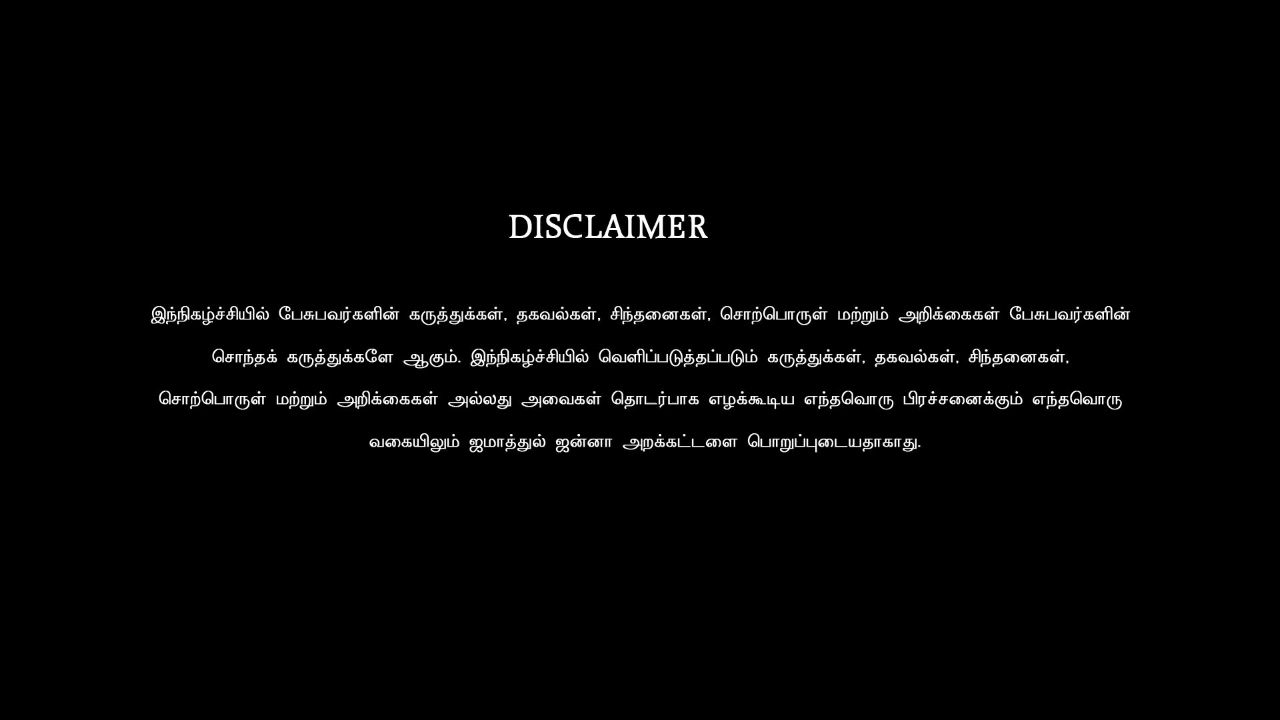 DISCLAIMER
இந்நிகழ்ச்சியில் பேசுபவர்களின் கருத்துக்கள், தகவல்கள், சிந்தனைகள், சொற்பொருள் மற்றும் அறிக்கைகள் பேசுபவர்களின்
சொந்தக் கருத்துக்களே ஆகும். இந்நிகழ்ச்சியில் வெளிப்படுத்தப்படும் கருத்துக்கள், தகவல்கள், சிந்தனைகள்,
சொற்பொருள் மற்றும் அறிக்கைகள் அல்லது அவைகள் தொடர்பாக எழக்கூடிய எந்தவொரு பிரச்சனைக்கும் எந்தவொரு
வகையிலும் ஜமாத்துல் ஜன்னா அறக்கட்டளை பொறுப்புடையதாகாது.